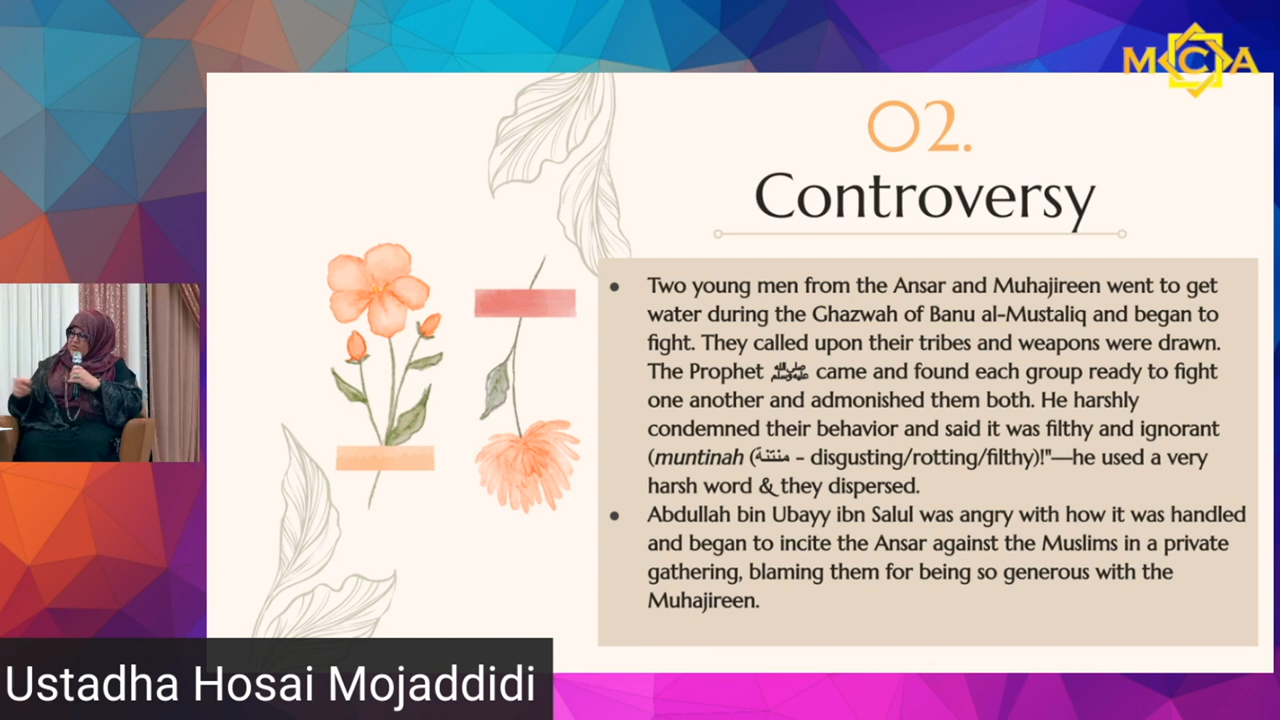 MCA
02.
Controversy
• Two young men from the Ansar and Muhajireen went to get
water during the Ghazwah of Banu al-Mustaliq and began to
fight. They called upon their tribes and weapons were drawn.
The Prophet ﷺ came and found each group ready to fight
one another and admonished them both. He harshly
condemned their behavior and said it was filthy and ignorant
(muntinah (منتنة - disgusting/rotting/filthy)!"—he used a very
harsh word & they dispersed.
• Abdullah bin Ubayy ibn Salul was angry with how it was handled
and began to incite the Ansar against the Muslims in a private
gathering, blaming them for being so generous with the
Muhajireen.
Ustadha Hosai Mojaddidi